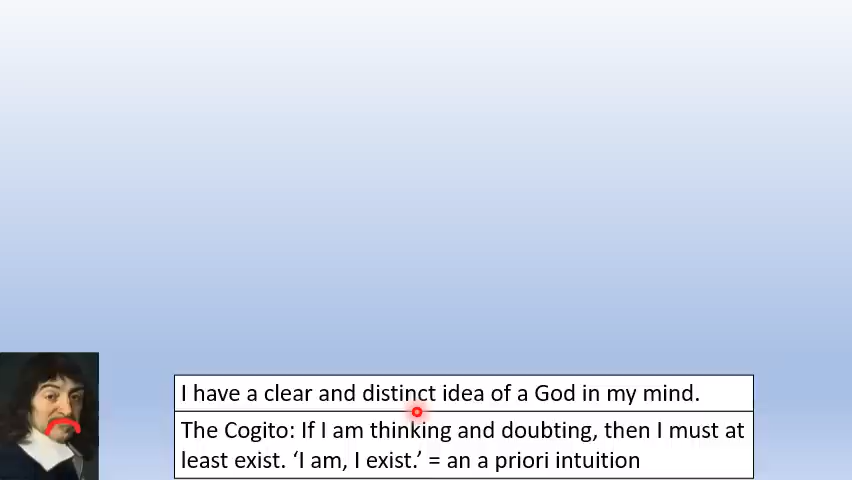 I have a clear and distinct idea of a God in my mind.
The Cogito: If I am thinking and doubting, then I must at
least exist. ‘I am, I exist.’ = an a priori intuition